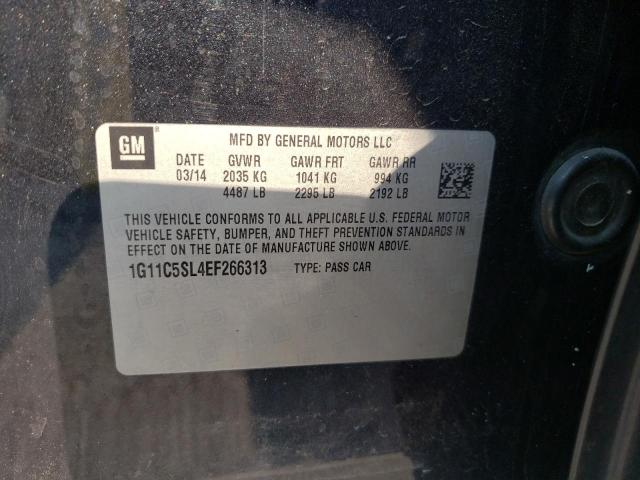 GM ®
MFD BY GENERAL MOTORS LLC
DATE GVWR GAWR FRT GAWR RR
03/14 2035 KG 1041 KG 994 KG
4487 LB 2295 LB 2192 LB
THIS VEHICLE CONFORMS TO ALL APPLICABLE U.S. FEDERAL MOTOR
VEHICLE SAFETY, BUMPER, AND THEFT PREVENTION STANDARDS IN
EFFECT ON THE DATE OF MANUFACTURE SHOWN ABOVE.
1G11C5SL4EF266313 TYPE: PASS CAR